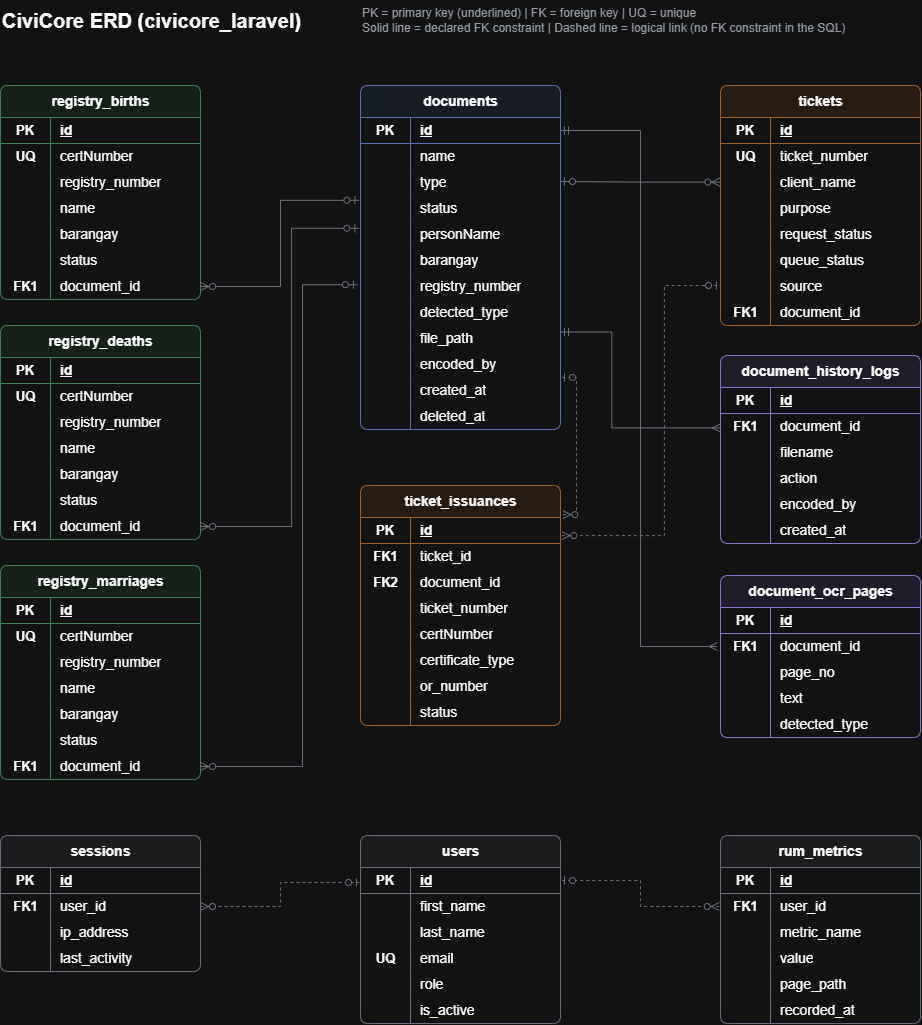 CiviCore ERD (civicore_laravel)
PK = primary key (underlined) | FK = foreign key | UQ = unique
Solid line = declared FK constraint | Dashed line = logical link (no FK constraint in the SQL)
registry_births
PK id
UQ certNumber
registry_number
name
barangay
status
FK1 document_id
registry_deaths
PK id
UQ certNumber
registry_number
name
barangay
status
FK1 document_id
registry_marriages
PK id
UQ certNumber
registry_number
name
barangay
status
FK1 document_id
documents
PK id
name
type
status
personName
barangay
registry_number
detected_type
file_path
encoded_by
created_at
deleted_at
ticket_issuances
PK id
FK1 ticket_id
FK2 document_id
ticket_number
certNumber
certificate_type
or_number
status
tickets
PK id
UQ ticket_number
client_name
purpose
request_status
queue_status
source
FK1 document_id
document_history_logs
PK id
FK1 document_id
filename
action
encoded_by
created_at
document_ocr_pages
PK id
FK1 document_id
page_no
text
detected_type
sessions
PK id
FK1 user_id
ip_address
last_activity
users
PK id
first_name
last_name
UQ email
role
is_active
rum_metrics
PK id
FK1 user_id
metric_name
value
page_path
recorded_at